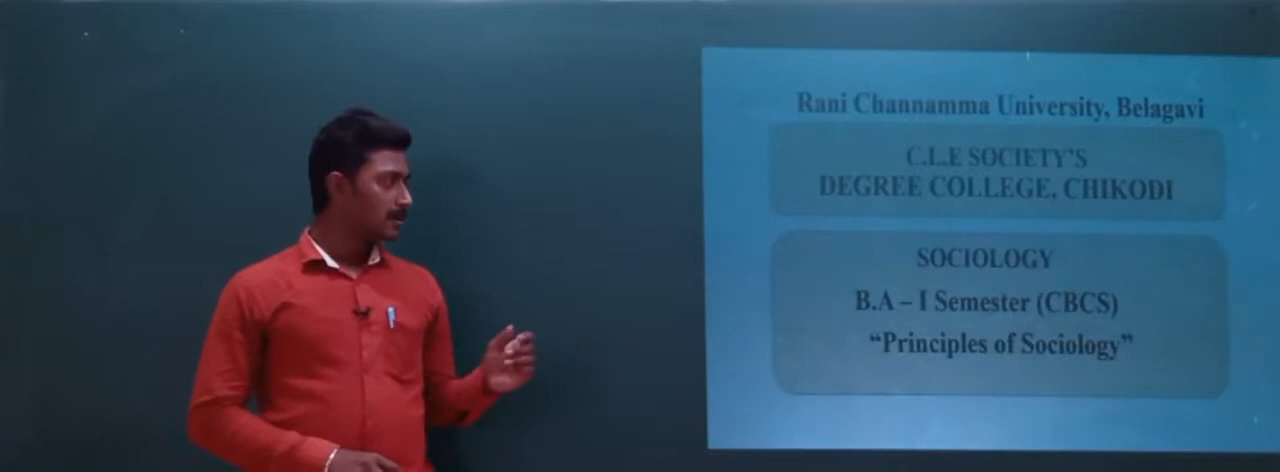 Rani Channamma University, Belagavi
C.L.E SOCIETY'S
DEGREE COLLEGE, CHIKODI
SOCIOLOGY
B.A – I Semester (CBCS)
“Principles of Sociology”